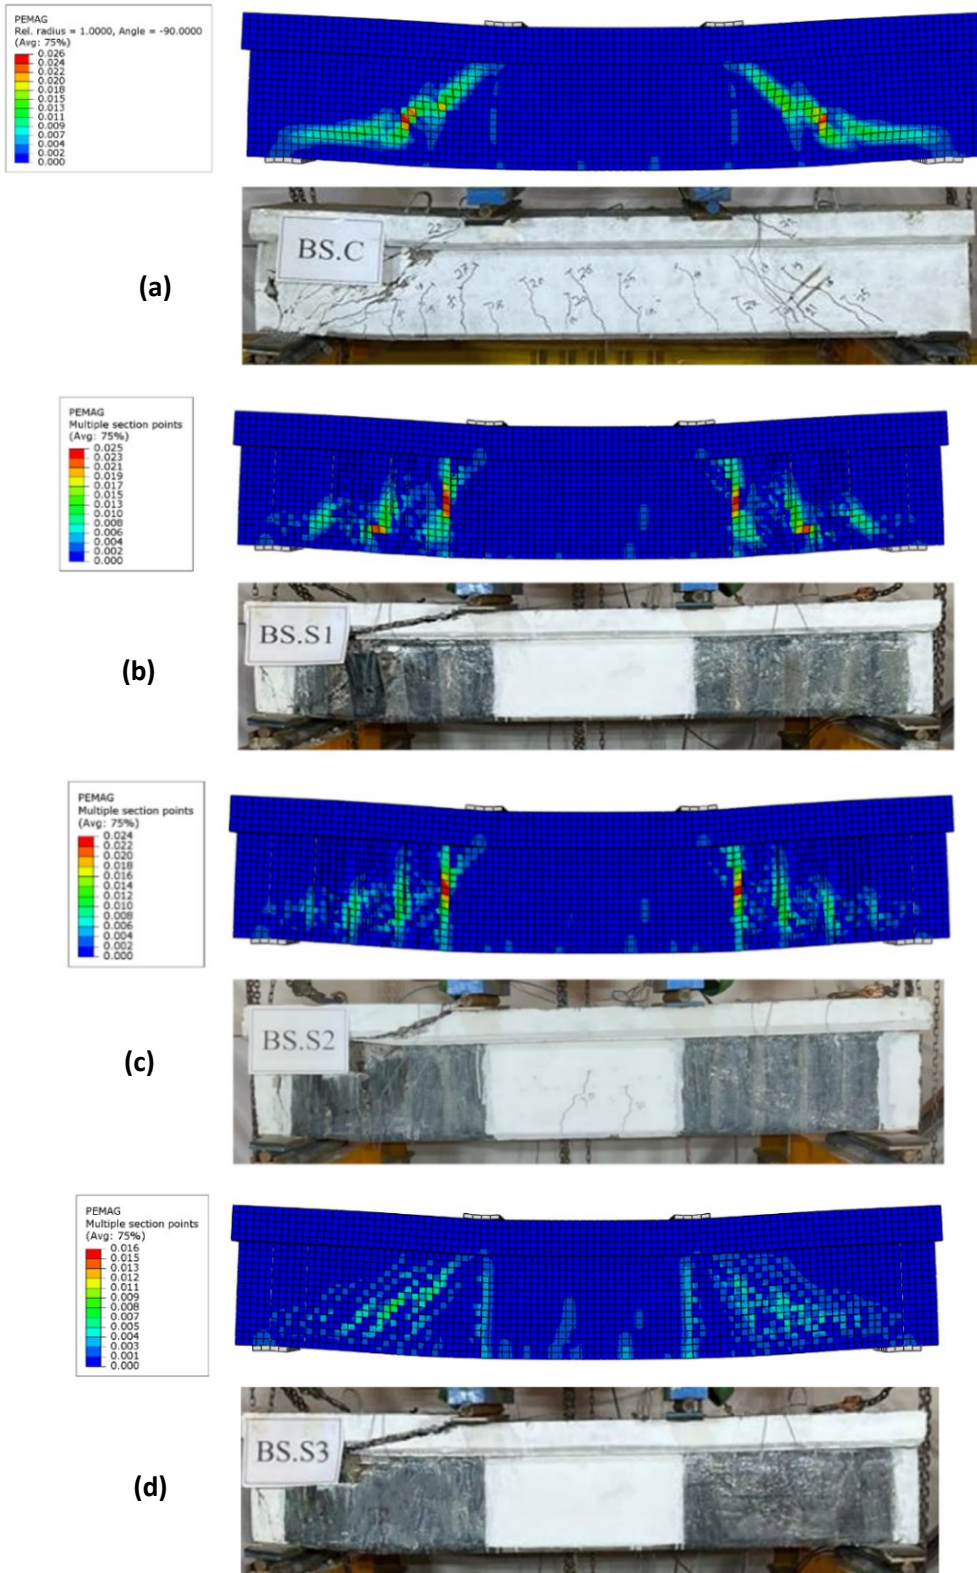 PEMAG
Rel. radius = 1.0000, Angle = -90.0000
(Avg: 75%)
0.026
0.024
0.022
0.020
0.018
0.015
0.013
0.011
0.009
0.007
0.004
0.002
0.000
BS.C
(a)
PEMAG
Multiple section points
(Avg: 75%)
0.025
0.023
0.021
0.019
0.017
0.015
0.013
0.010
0.008
0.006
0.004
0.002
0.000
BS.S1
(b)
PEMAG
Multiple section points
(Avg: 75%)
0.024
0.022
0.020
0.018
0.016
0.014
0.012
0.010
0.008
0.006
0.004
0.002
0.000
BS.S2
(c)
PEMAG
Multiple section points
(Avg: 75%)
0.016
0.015
0.013
0.012
0.011
0.009
0.008
0.007
0.005
0.004
0.003
0.001
0.000
BS.S3
(d)